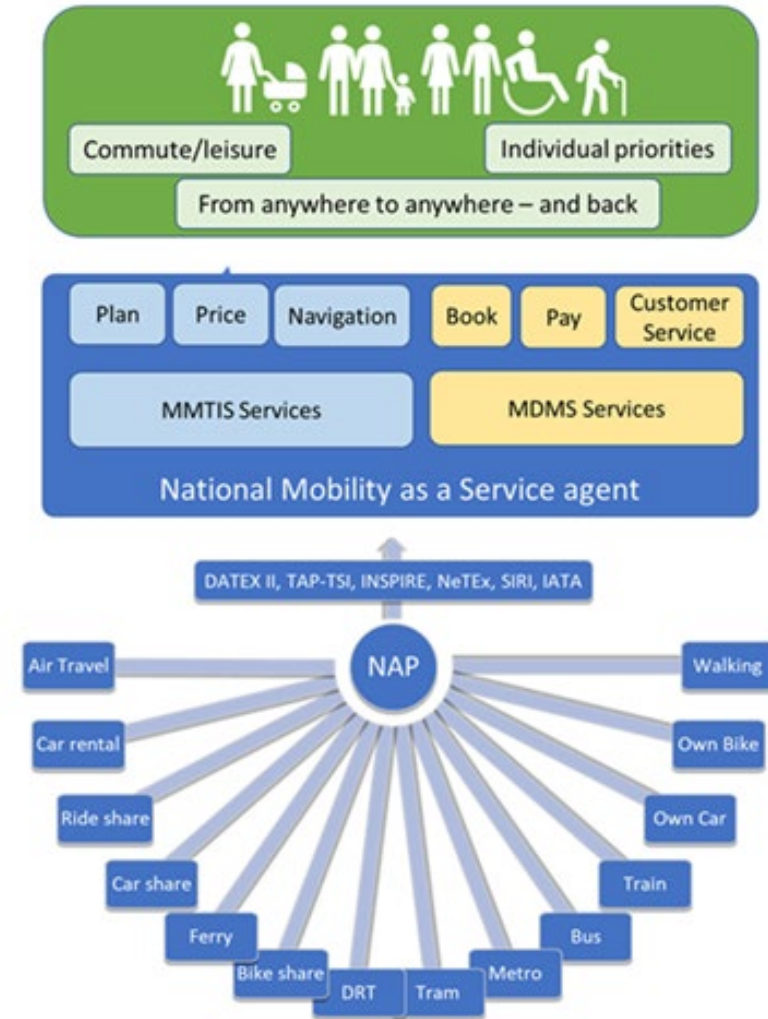 Commute/leisure
Individual priorities
From anywhere to anywhere – and back
Plan
Price
Navigation
Book
Pay
Customer
Service
MMTIS Services
MDMS Services
National Mobility as a Service agent
DATEX II, TAP-TSI, INSPIRE, NeTEx, SIRI, IATA
NAP
Air Travel
Walking
Car rental
Own Bike
Ride share
Own Car
Car share
Train
Ferry
Bus
Bike share
Metro
DRT
Tram